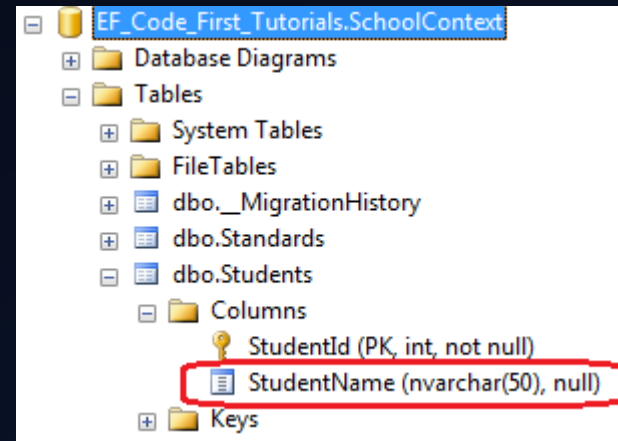 EF_Code_First_Tutorials.SchoolContext
Database Diagrams
Tables
System Tables
FileTables
dbo.__MigrationHistory
dbo.Standards
dbo.Students
Columns
StudentId (PK, int, not null)
StudentName (nvarchar(50), null)
Keys